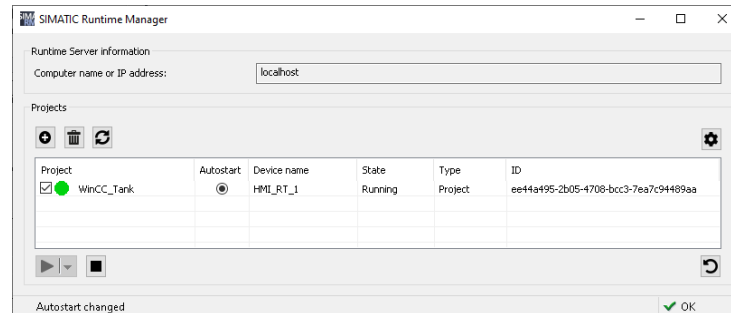 SIMATIC Runtime Manager
Runtime Server information
Computer name or IP address: localhost
Projects
Project Autostart Device name State Type ID
WinCC_Tank HMI_RT_1 Running Project ee44a495-2b05-4708-bcc3-7ea7c94489aa
Autostart changed OK